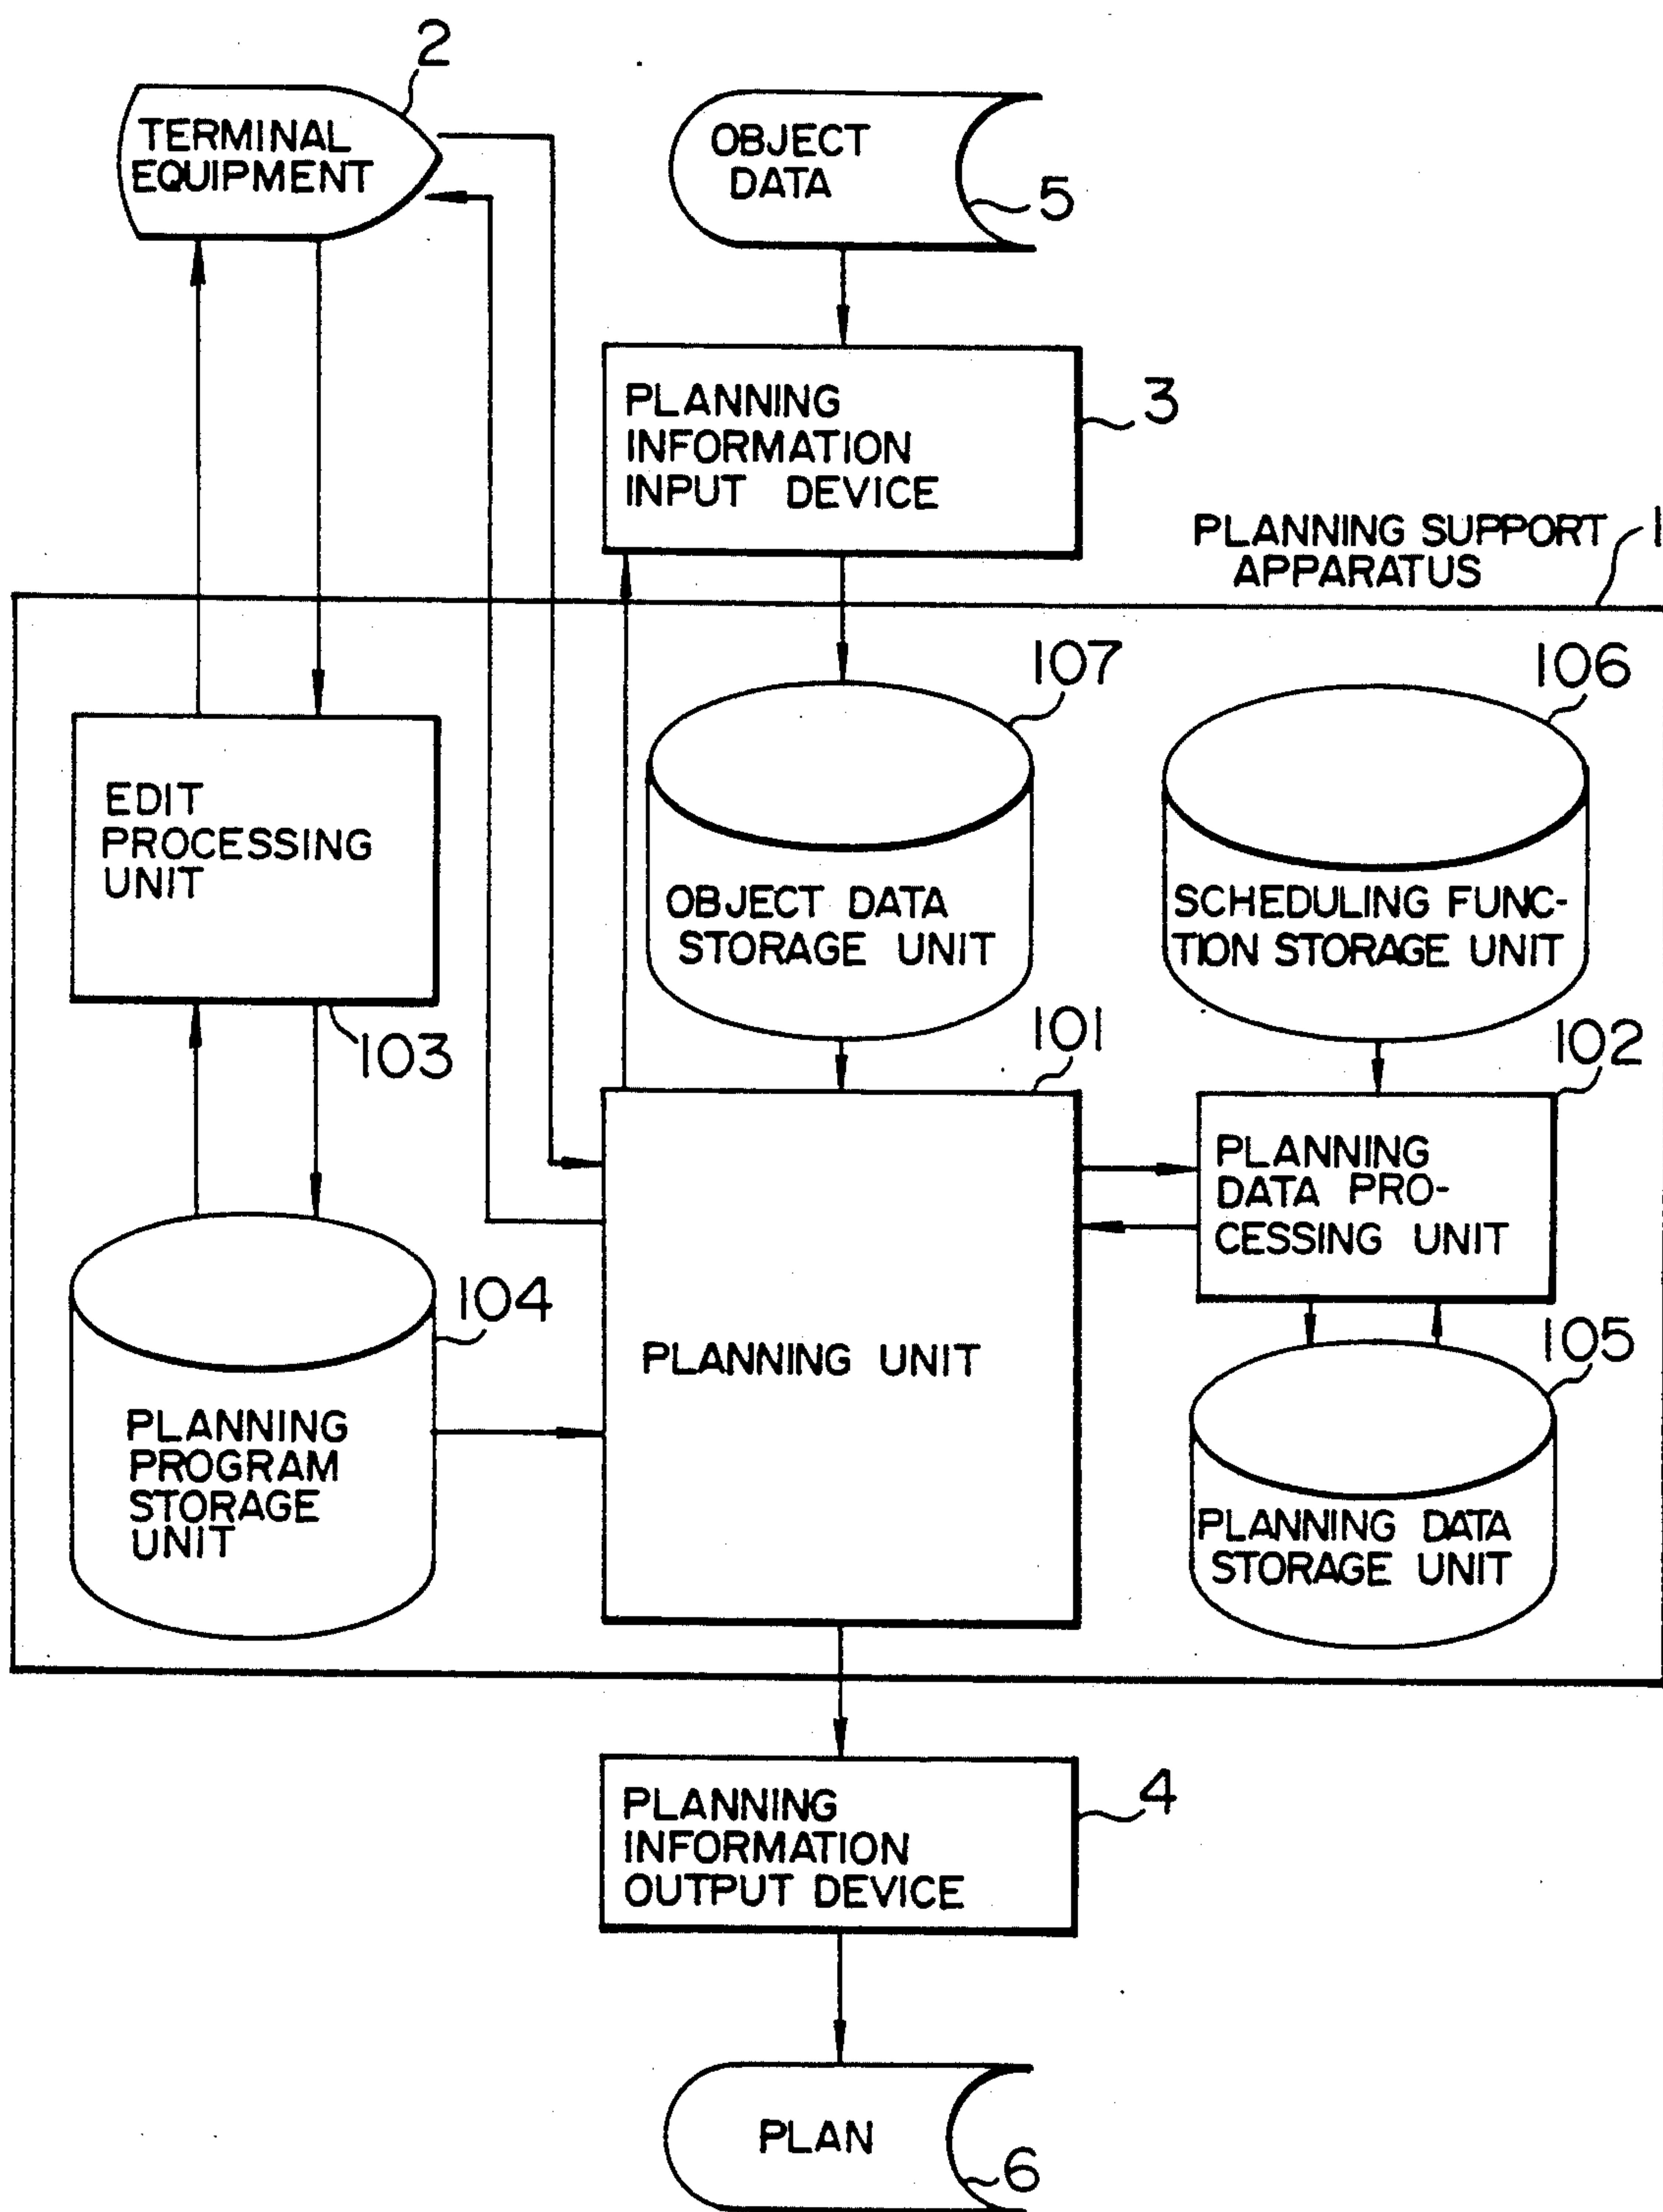 2
TERMINAL
EQUIPMENT
OBJECT
DATA
5
PLANNING
INFORMATION
INPUT DEVICE
3
PLANNING SUPPORT
APPARATUS
1
107
106
EDIT
PROCESSING
UNIT
OBJECT DATA
STORAGE UNIT
SCHEDULING FUNC-
TION STORAGE UNIT
103
101
102
PLANNING
DATA PRO-
CESSING UNIT
104
PLANNING UNIT
105
PLANNING
PROGRAM
STORAGE
UNIT
PLANNING DATA
STORAGE UNIT
PLANNING
INFORMATION
OUTPUT DEVICE
4
PLAN
6